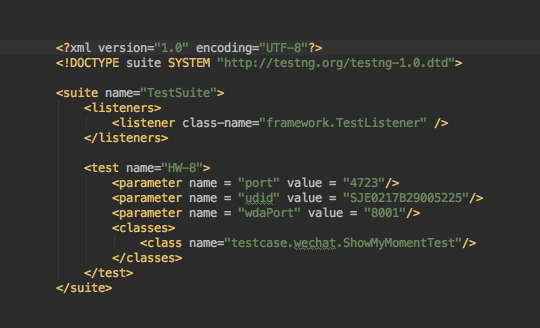 <?xml version="1.0" encoding="UTF-8"?>
<!DOCTYPE suite SYSTEM "http://testng.org/testng-1.0.dtd">
<suite name="TestSuite">
<listeners>
<listener class-name="framework.TestListener" />
</listeners>
<test name="HW-8">
<parameter name = "port" value = "4723"/>
<parameter name = "udid" value = "SJE0217B29005225"/>
<parameter name = "wdaPort" value = "8001"/>
<classes>
<class name="testcase.wechat.ShowMyMomentTest"/>
</classes>
</test>
</suite>